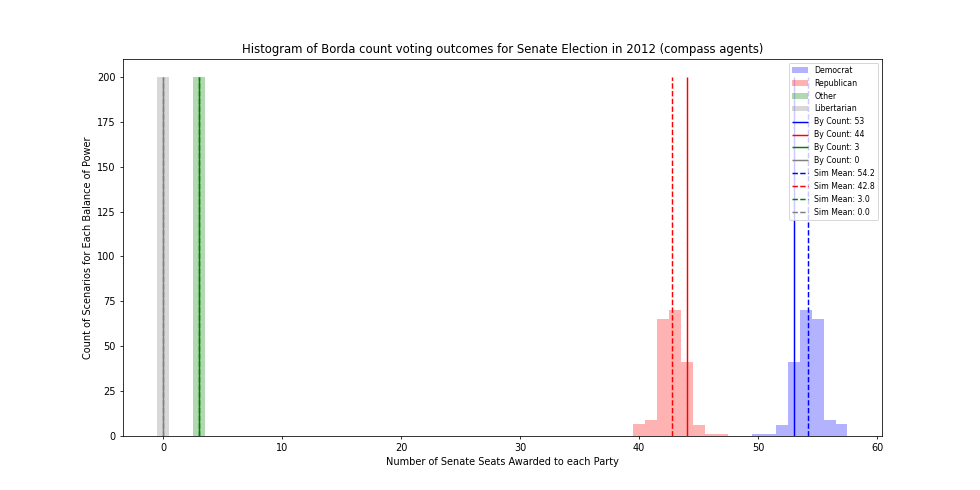 Histogram of Borda count voting outcomes for Senate Election in 2012 (compass agents)
Count of Scenarios for Each Balance of Power
200
175
150
125
100
75
50
25
0
Democrat
Republican
Other
Libertarian
By Count: 53
By Count: 44
By Count: 3
By Count: 0
Sim Mean: 54.2
Sim Mean: 42.8
Sim Mean: 3.0
Sim Mean: 0.0
0 10 20 30 40 50 60
Number of Senate Seats Awarded to each Party